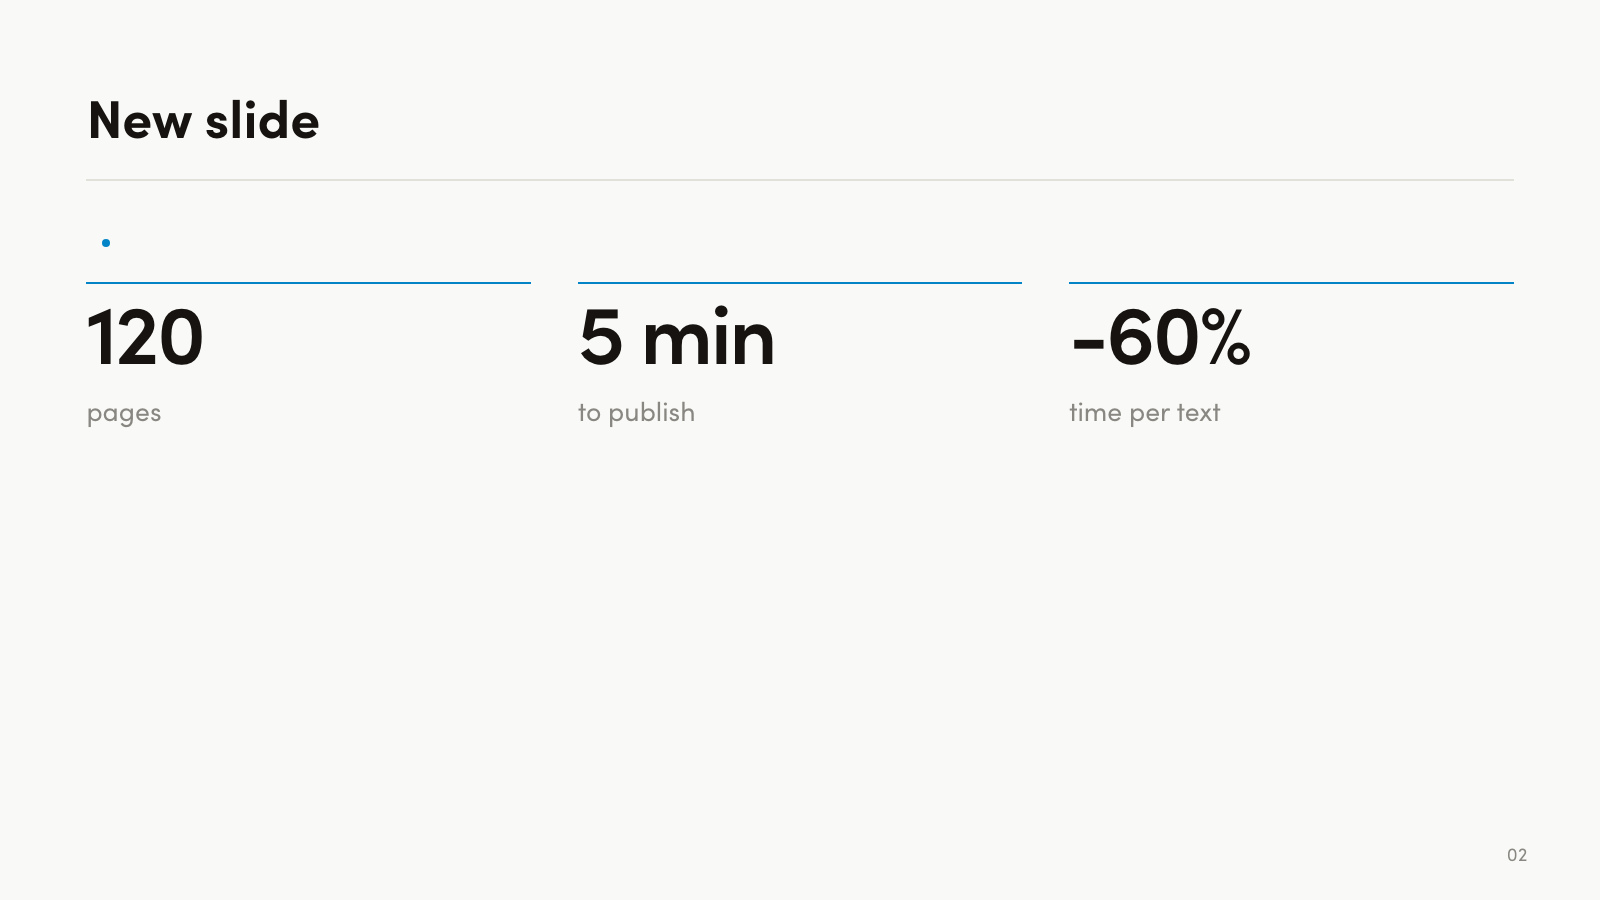 New slide
•
120
pages
5 min
to publish
-60%
time per text
02